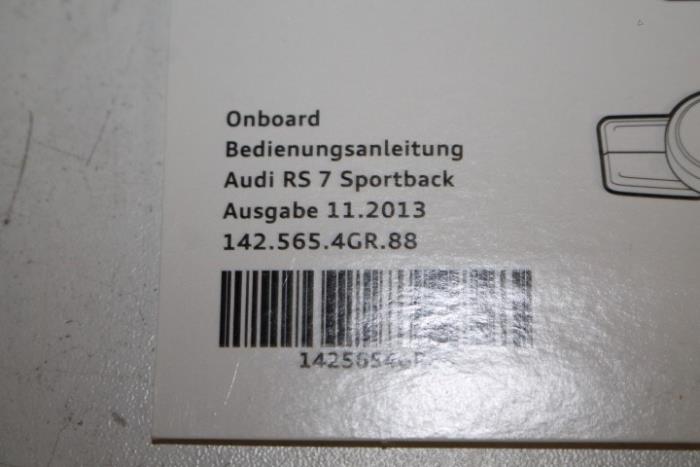 Onboard
Bedienungsanleitung
Audi RS 7 Sportback
Ausgabe 11.2013
142.565.4GR.88